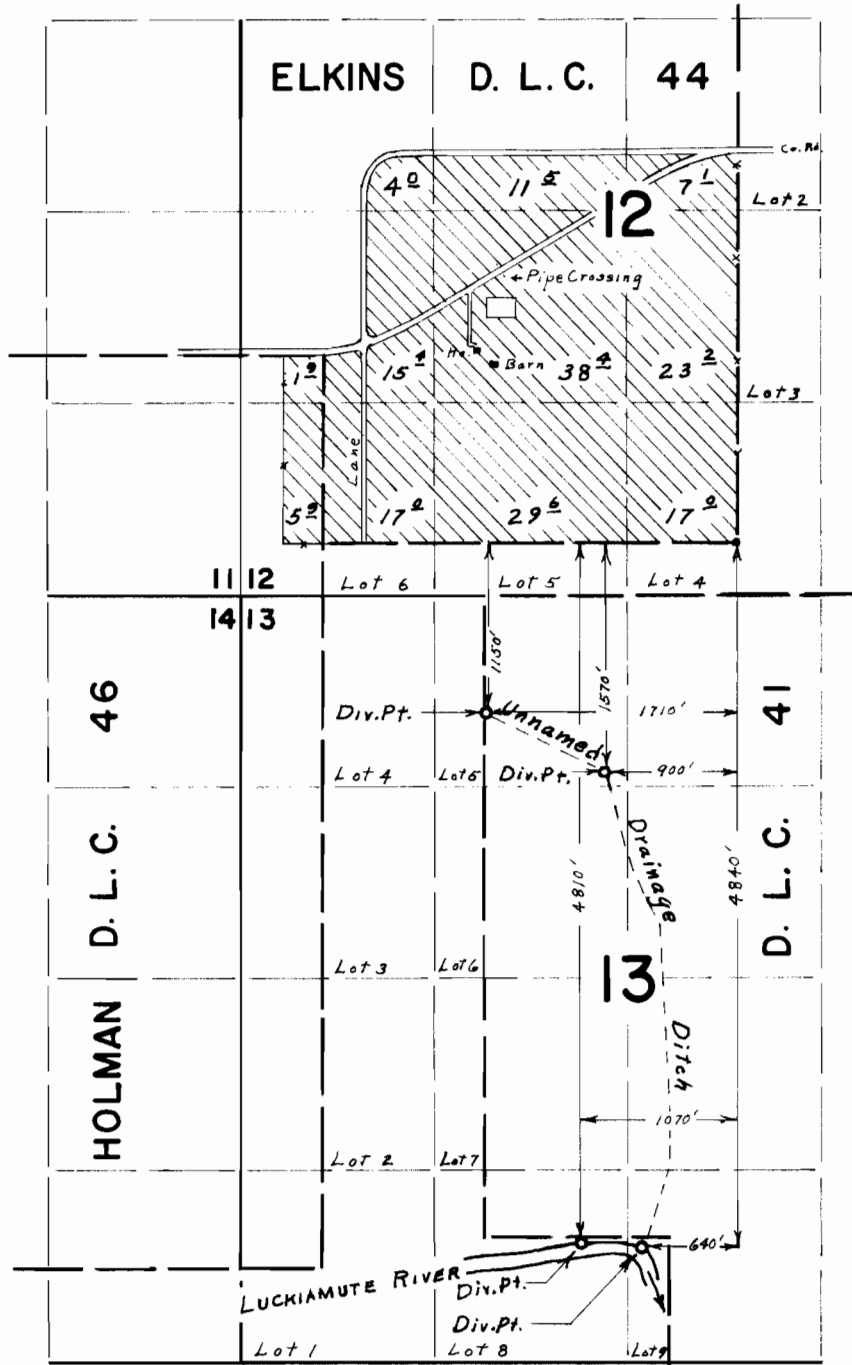 ELKINS D. L. C. 44
Co. Rd.
4 0 11 5 7 1
12
Lot 2
←Pipe Crossing
Ho.
Barn
1 9 15 4 38 4 23 2
Lot 3
Lane
5 9 17 0 29 6 17 0
11 12 Lot 6 Lot 5 Lot 4
14 13
1150'
1570'
1710'
Div.Pt.
Unnamed
Div.Pt.
900'
Lot 4 Lot 5
46
41
Drainage
4810'
4840'
D. L. C.
D. L. C.
Lot 3 Lot 6
13
Ditch
HOLMAN
1070'
Lot 2 Lot 7
640'
LUCKIAMUTE RIVER
Div.Pt.
Div.Pt.
Lot 1 Lot 8 Lot 9